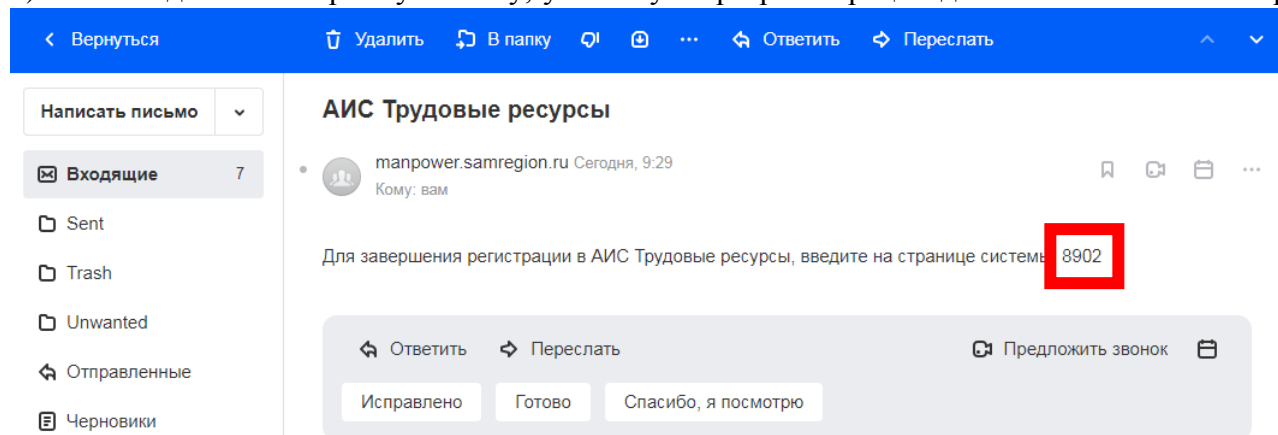 Вернуться
Удалить В папку ... Ответить Переслать
Написать письмо
АИС Трудовые ресурсы
manpower.samregion.ru Сегодня, 9:29
Кому: вам
Входящие 7
Sent
Для завершения регистрации в АИС Трудовые ресурсы, введите на странице системы 8902
Trash
Unwanted
Ответить Переслать Предложить звонок
Отправленные
Исправлено Готово Спасибо, я посмотрю
Черновики